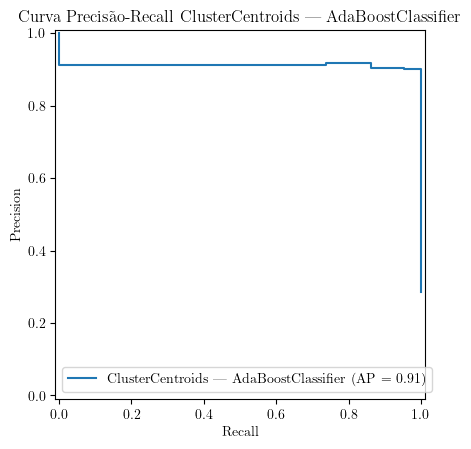 Curva Precisão-Recall ClusterCentroids — AdaBoostClassifier
1.0
0.8
0.6
0.4
0.2
0.0
Precision
ClusterCentroids — AdaBoostClassifier (AP = 0.91)
0.0 0.2 0.4 0.6 0.8 1.0
Recall